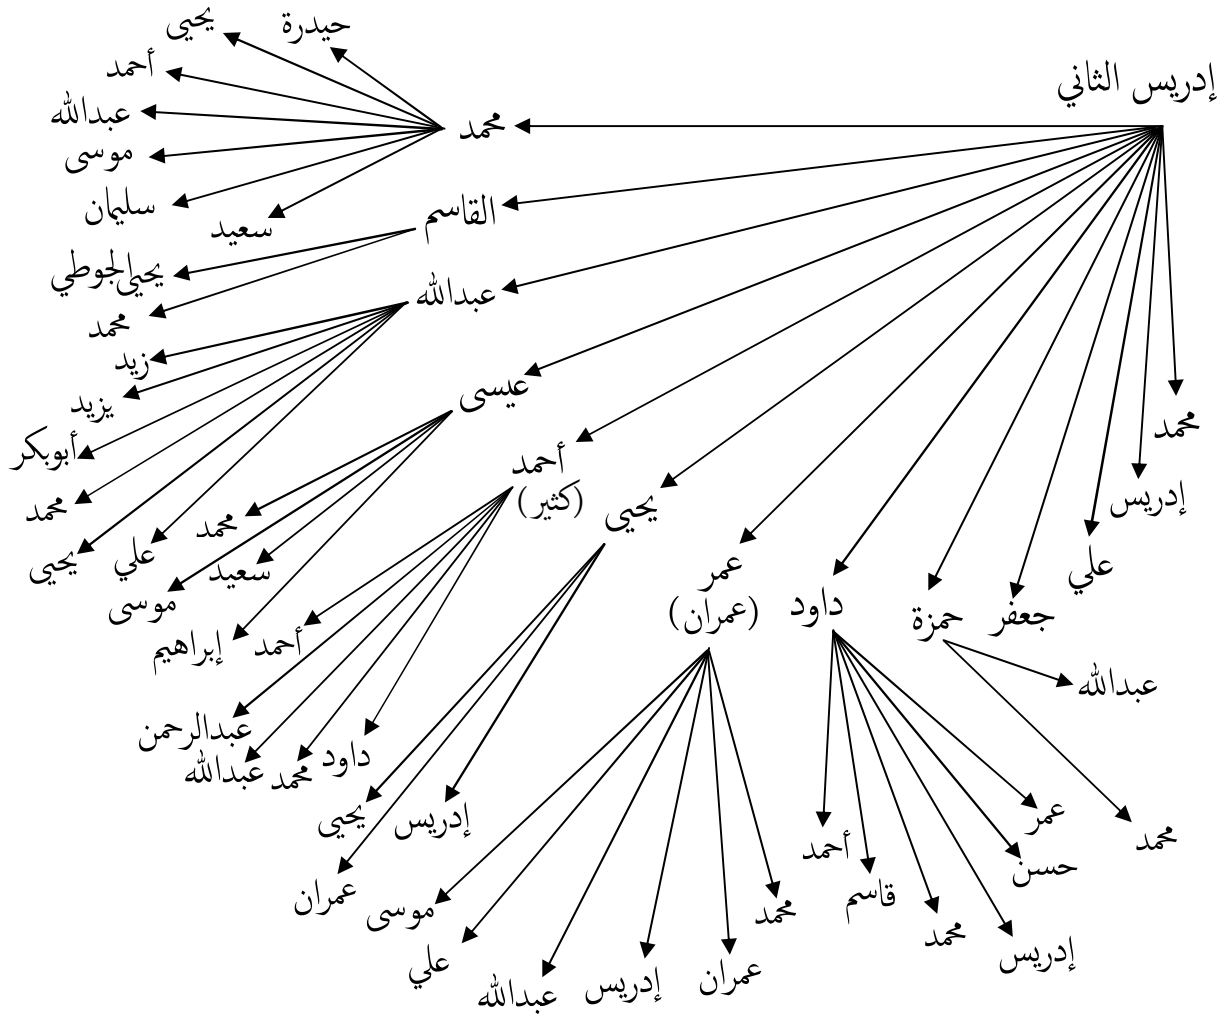 إدريس الثاني
محمد
حيدرة
يحيى
أحمد
عبدالله
موسى
سليمان
سعيد
القاسم
يحيى الجوطي
محمد
عبدالله
زيد
يزيد
أبوبكر
محمد
يحيى
علي
عيسى
محمد
سعيد
موسى
إبراهيم
أحمد
(كثير)
أحمد
عبدالرحمن
عبدالله
محمد
داود
يحيى
يحيى
عمران
إدريس
عمر
(عمران)
موسى
علي
عبدالله
إدريس
عمران
محمد
داود
أحمد
قاسم
محمد
إدريس
حسن
عمر
حمزة
عبدالله
محمد
جعفر
علي
إدريس
محمد